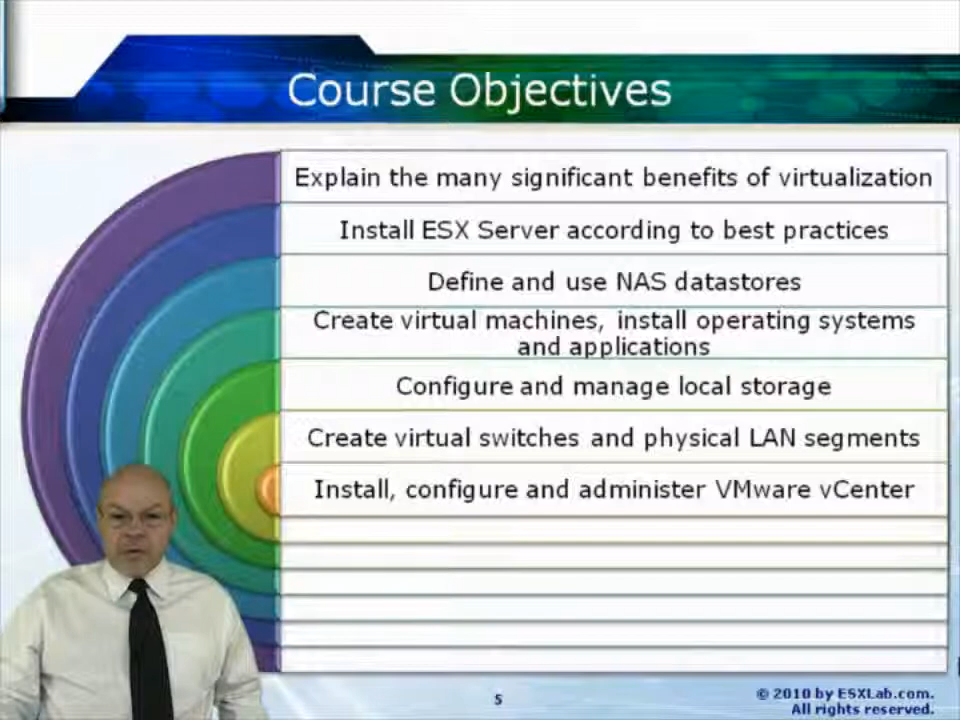 Course Objectives
Explain the many significant benefits of virtualization
Install ESX Server according to best practices
Define and use NAS datastores
Create virtual machines, install operating systems
and applications
Configure and manage local storage
Create virtual switches and physical LAN segments
Install, configure and administer VMware vCenter
5
© 2010 by ESXLab.com.
All rights reserved.